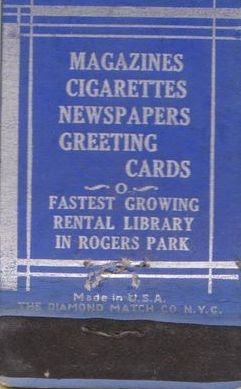 MAGAZINES
CIGARETTES
NEWSPAPERS
GREETING
CARDS
FASTEST GROWING
RENTAL LIBRARY
IN ROGERS PARK
Made in U.S.A.
THE DIAMOND MATCH CO. N.Y.C.